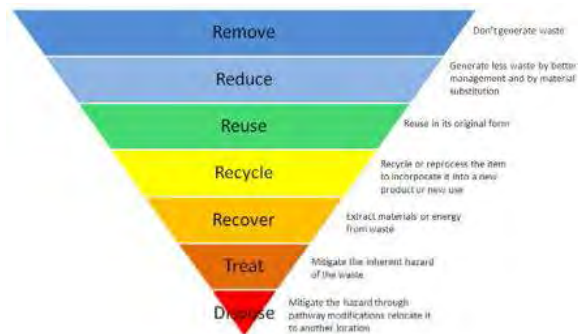 Remove
Don't generate waste
Reduce
Generate less waste by better
management and by material
substitution
Reuse
Reuse in its original form
Recycle
Recycle or reprocess the item
to incorporate it into a new
product or new use
Recover
Extract materials or energy
from waste
Treat
Mitigate the inherent hazard
of the waste
Dispose
Mitigate the hazard through
pathway modifications relocate it
to another location